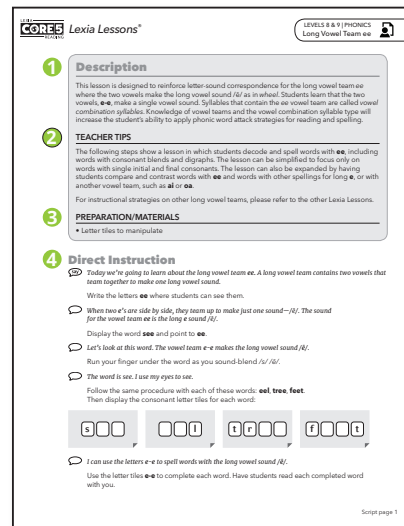 LEXIA
CORE5
READING
Lexia Lessons®
LEVELS 8 & 9 | PHONICS
Long Vowel Team ee
1
Description
This lesson is designed to reinforce letter-sound correspondence for the long vowel team ee
where the two vowels make the long vowel sound /ē/ as in wheel. Students learn that the two
vowels, e-e, make a single vowel sound. Syllables that contain the ee vowel team are called vowel
combination syllables. Knowledge of vowel teams and the vowel combination syllable type will
increase the student's ability to apply phonic word attack strategies for reading and spelling.
2
TEACHER TIPS
The following steps show a lesson in which students decode and spell words with ee, including
words with consonant blends and digraphs. The lesson can be simplified to focus only on
words with single initial and final consonants. The lesson can also be expanded by having
students compare and contrast words with ee and words with other spellings for long e, or with
another vowel team, such as ai or oa.
For instructional strategies on other long vowel teams, please refer to the other Lexia Lessons.
3
PREPARATION/MATERIALS
• Letter tiles to manipulate
4
Direct Instruction
say
Today we're going to learn about the long vowel team ee. A long vowel team contains two vowels that
team together to make one long vowel sound.
Write the letters ee where students can see them.
When two e's are side by side, they team up to make just one sound—/ē/. The sound
for the vowel team ee is the long e sound /ē/.
Display the word see and point to ee.
Let's look at this word. The vowel team e-e makes the long vowel sound /ē/.
Run your finger under the word as you sound-blend /s/ /ē/.
The word is see. I use my eyes to see.
Follow the same procedure with each of these words: eel, tree, feet.
Then display the consonant letter tiles for each word:
s l t r f t
I can use the letters e-e to spell words with the long vowel sound /ē/.
Use the letter tiles e-e to complete each word. Have students read each completed word
with you.
Script page 1